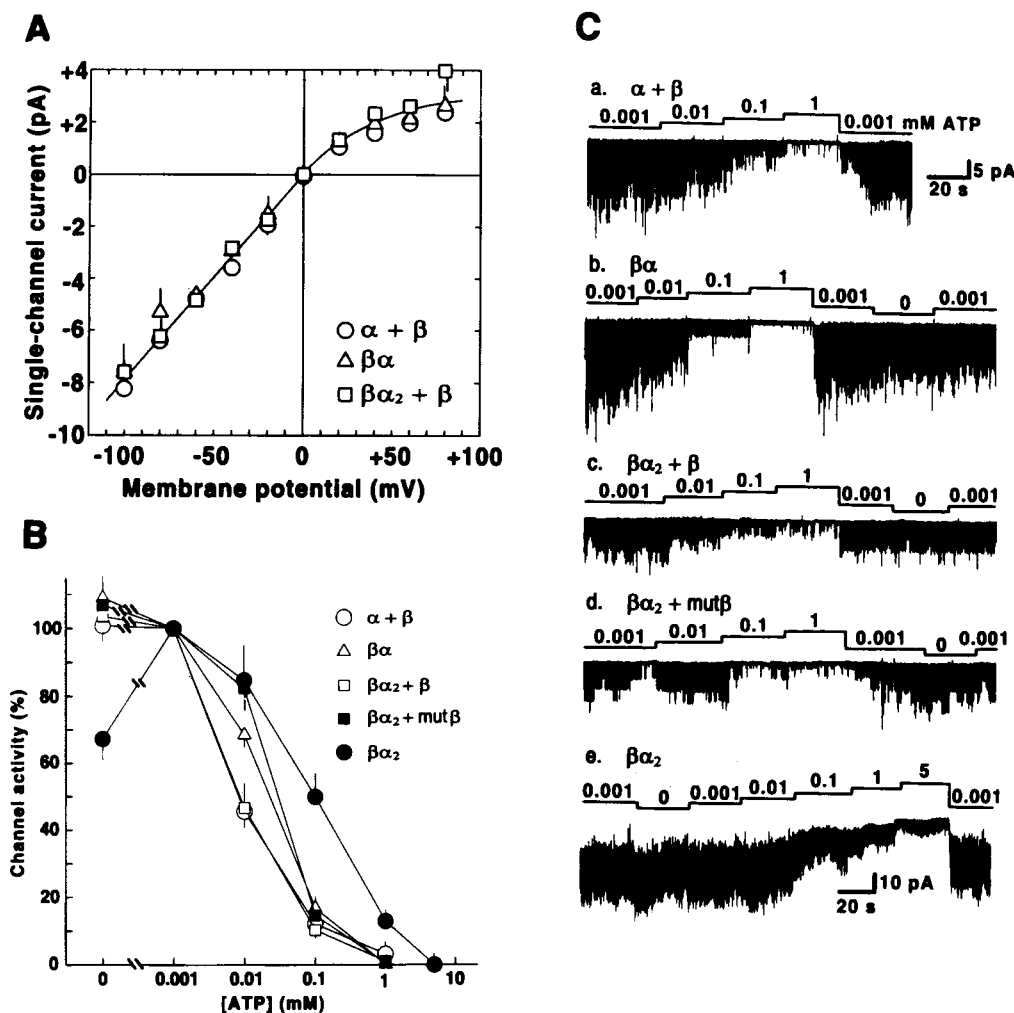 A
Single-channel current (pA)
+4
+2
0
-2
-4
-6
-8
-10
-100 -50 0 +50 +100
Membrane potential (mV)
α + β
βα
βα₂ + β
B
Channel activity (%)
100
80
60
40
20
0
0 0.001 0.01 0.1 1 10
[ATP] (mM)
α + β
βα
βα₂ + β
βα₂ + mutβ
βα₂
C
a. α + β
0.001 0.01 0.1 1 0.001 mM ATP
5 pA
20 s
b. βα
0.001 0.01 0.1 1 0.001 0 0.001
c. βα₂ + β
0.001 0.01 0.1 1 0.001 0 0.001
d. βα₂ + mutβ
0.001 0.01 0.1 1 0.001 0 0.001
e. βα₂
0.001 0 0.001 0.01 0.1 1 5 0.001
10 pA
20 s